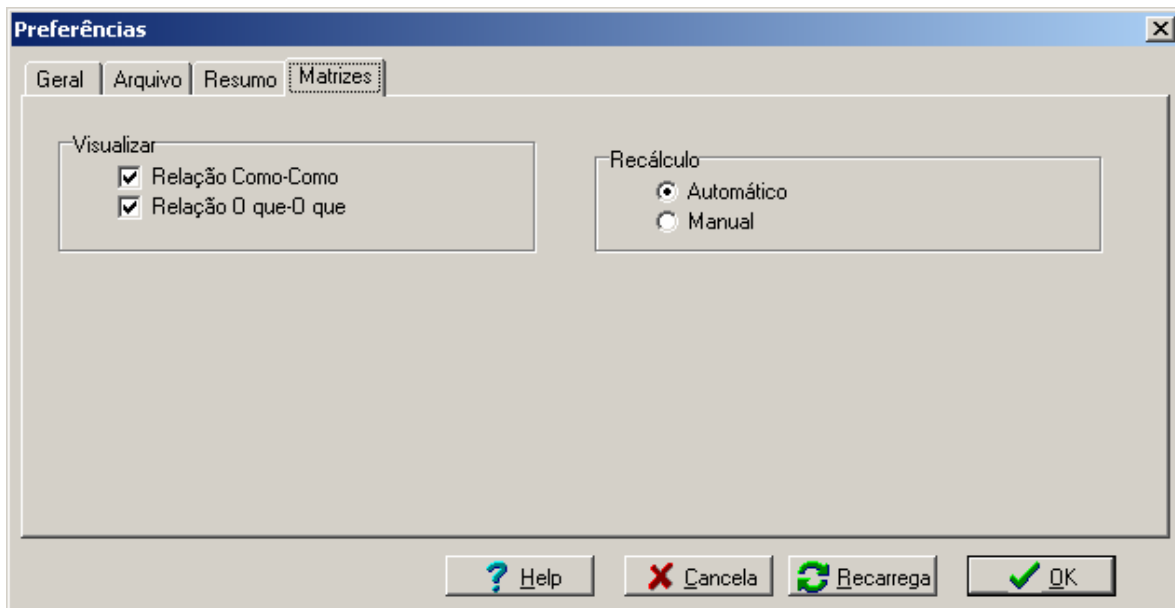 Preferências
Geral Arquivo Resumo Matrizes
Visualizar
Relação Como-Como
Relação O que-O que
Recálculo
Automático
Manual
Help Cancela Recarrega OK